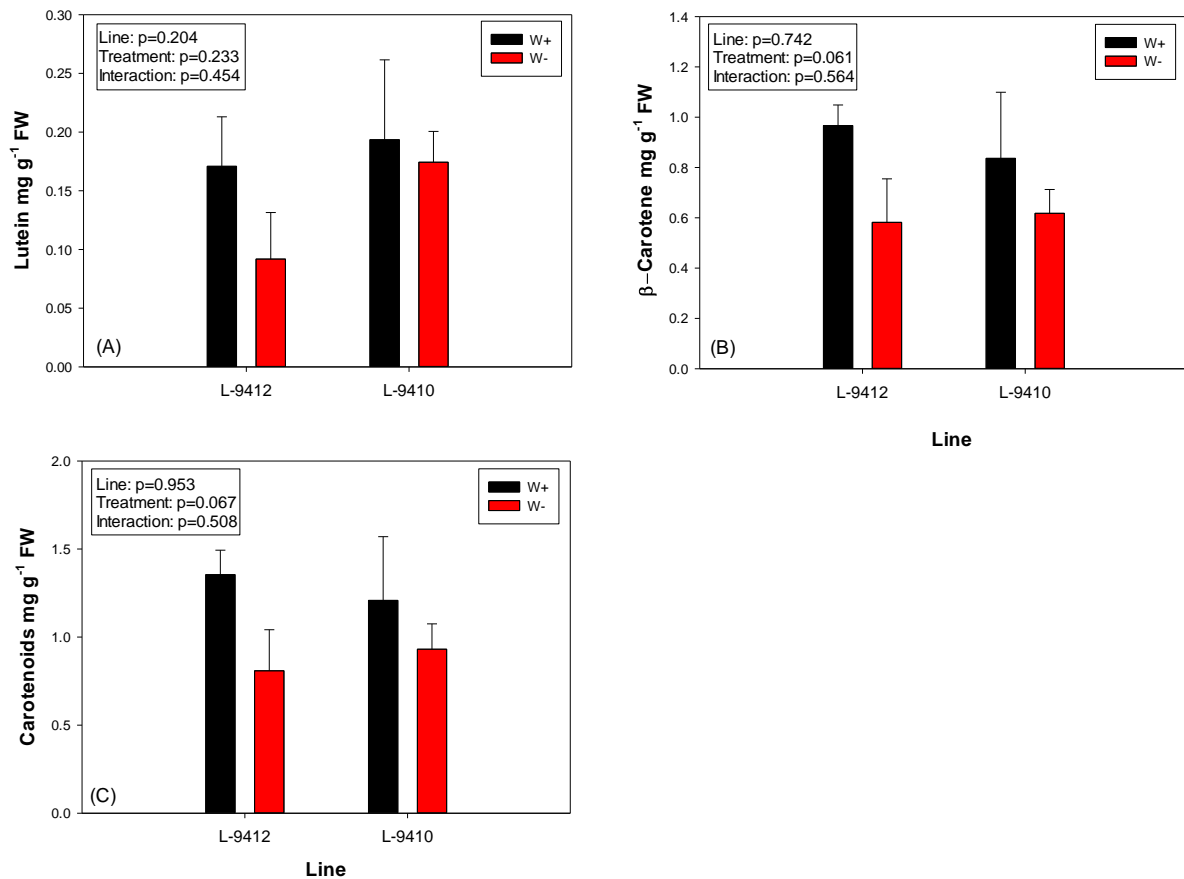 Line: p=0.204
Treatment: p=0.233
Interaction: p=0.454
W+
W-
0.30
0.25
0.20
0.15
0.10
0.05
0.00
Lutein mg g⁻¹ FW
(A)
L-9412
L-9410
Line: p=0.742
Treatment: p=0.061
Interaction: p=0.564
W+
W-
1.4
1.2
1.0
0.8
0.6
0.4
0.2
0.0
β−Carotene mg g⁻¹ FW
(B)
L-9412
L-9410
Line
Line: p=0.953
Treatment: p=0.067
Interaction: p=0.508
W+
W-
2.0
1.5
1.0
0.5
0.0
Carotenoids mg g⁻¹ FW
(C)
L-9412
L-9410
Line